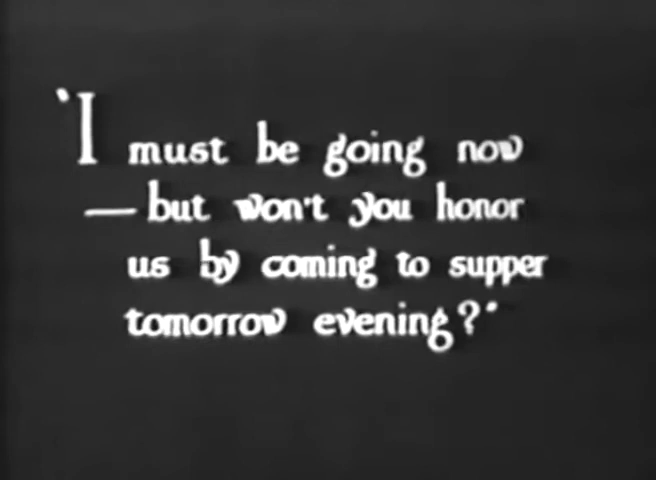 'I must be going now
— but won't you honor
us by coming to supper
tomorrow evening?'